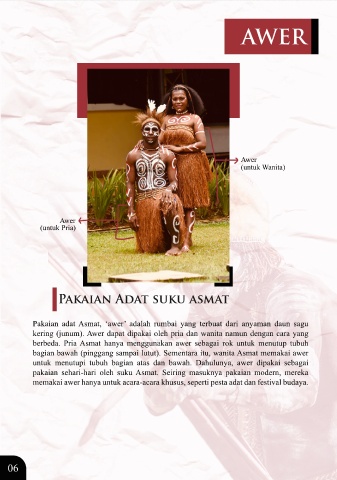 AWER
Awer
(untuk Wanita)
Awer
(untuk Pria)
Pakaian Adat suku asmat
Pakaian adat Asmat, ‘awer’ adalah rumbai yang terbuat dari anyaman daun sagu
kering (junum). Awer dapat dipakai oleh pria dan wanita namun dengan cara yang
berbeda. Pria Asmat hanya menggunakan awer sebagai rok untuk menutup tubuh
bagian bawah (pinggang sampai lotut). Sementara itu, wanita Asmat memakai awer
untuk menutupi tubuh bagian atas dan bawah. Dahulunya, awer dipakai sebagai
pakaian sehari-hari oleh suku Asmat. Seiring masuknya pakaian modern, mereka
memakai awer hanya untuk acara-acara khusus, seperti pesta adat dan festival budaya.
06